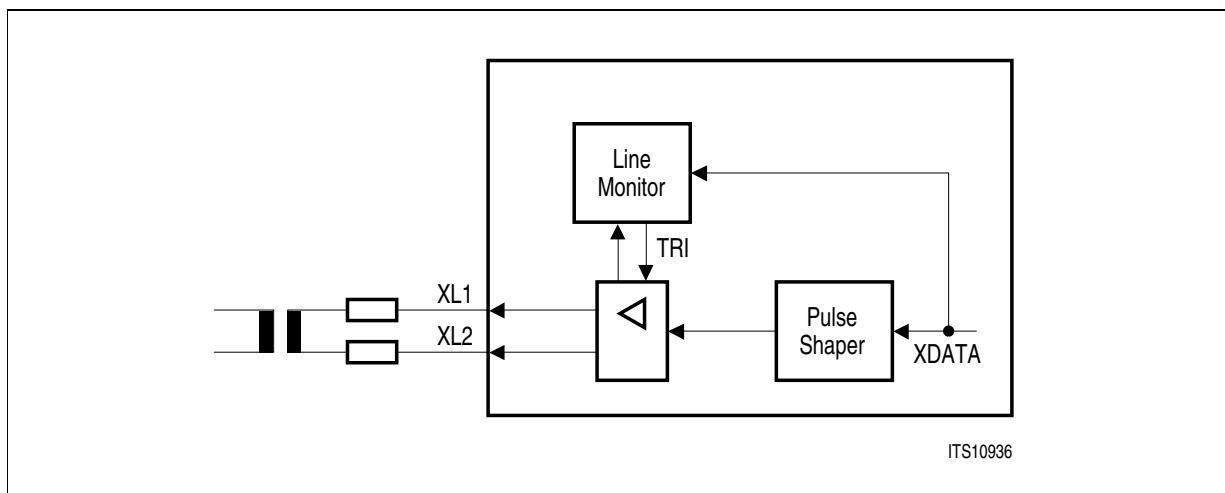 Line
Monitor
TRI
XL1
XL2
Pulse
Shaper
XDATA
ITS10936